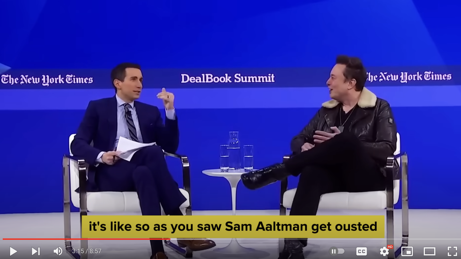 The New York Times
DealBook Summit
The New York Times
it's like so as you saw Sam Aaltman get ousted